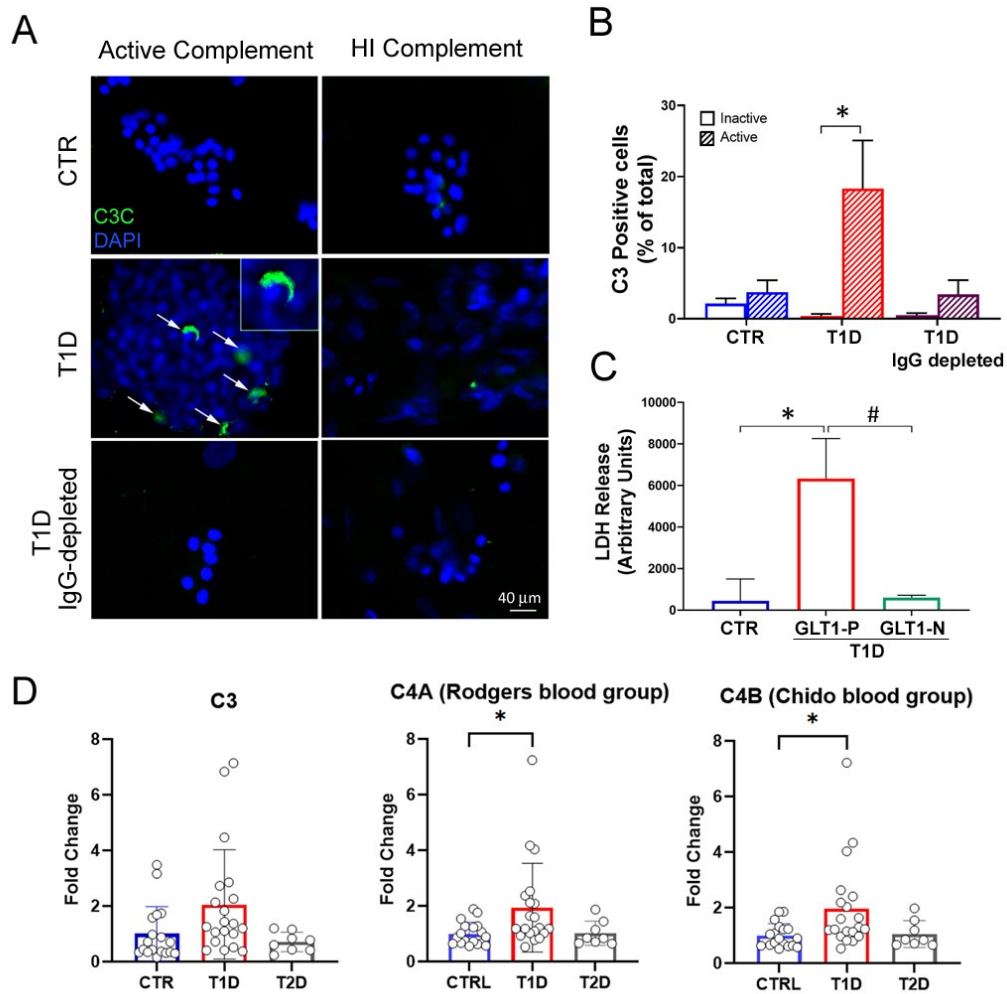 A
Active Complement
HI Complement
CTR
C3C
DAPI
T1D
T1D
IgG-depleted
40 µm
B
C3 Positive cells
(% of total)
30
20
10
0
Inactive
Active
*
CTR
T1D
T1D
IgG depleted
C
LDH Release
(Arbitrary Units)
10000
8000
6000
4000
2000
0
*
#
CTR
GLT1-P
GLT1-N
T1D
D
C3
Fold Change
8
6
4
2
0
CTR
T1D
T2D
C4A (Rodgers blood group)
*
Fold Change
8
6
4
2
0
CTRL
T1D
T2D
C4B (Chido blood group)
*
Fold Change
8
6
4
2
0
CTRL
T1D
T2D